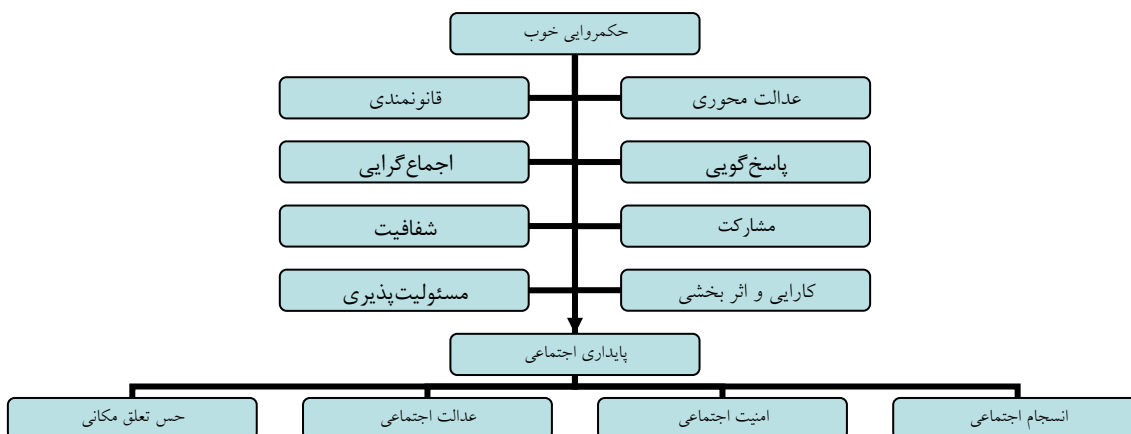 حکمروایی خوب
عدالت محوری
قانونمندی
پاسخ‌گویی
اجماع‌گرایی
مشارکت
شفافیت
کارایی و اثر بخشی
مسئولیت‌پذیری
پایداری اجتماعی
انسجام اجتماعی
امنیت اجتماعی
عدالت اجتماعی
حس تعلق مکانی